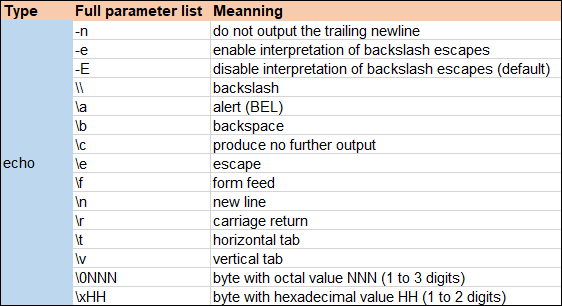 Type Full parameter list Meanning
-n do not output the trailing newline
-e enable interpretation of backslash escapes
-E disable interpretation of backslash escapes (default)
\\ backslash
\a alert (BEL)
\b backspace
\c produce no further output
echo \e escape
\f form feed
\n new line
\r carriage return
\t horizontal tab
\v vertical tab
\0NNN byte with octal value NNN (1 to 3 digits)
\xHH byte with hexadecimal value HH (1 to 2 digits)